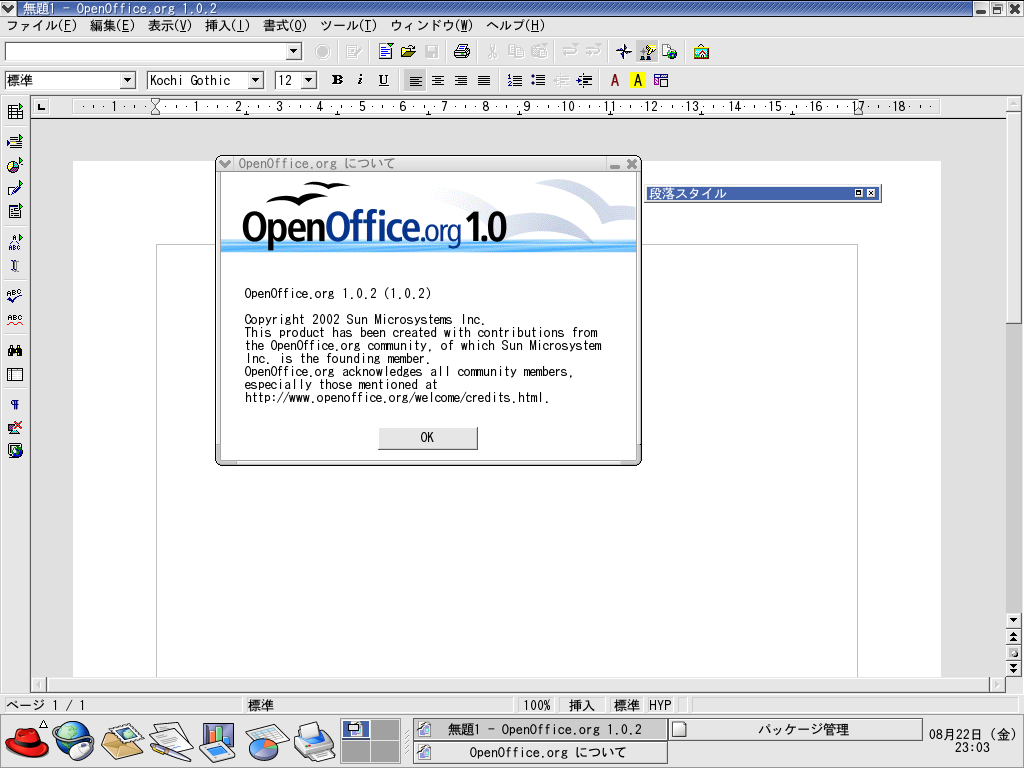 無題1 - OpenOffice.org 1.0.2
ファイル(F) 編集(E) 表示(V) 挿入(I) 書式(O) ツール(T) ウィンドウ(W) ヘルプ(H)
標準 Kochi Gothic 12 B i U A A
1 1 2 3 4 5 6 7 8 9 10 11 12 13 14 15 16 17 18
OpenOffice.org について
段落スタイル
OpenOffice.org 1.0
OpenOffice.org 1.0.2 (1.0.2)
Copyright 2002 Sun Microsystems Inc.
This product has been created with contributions from
the OpenOffice.org community, of which Sun Microsystem
Inc. is the founding member.
OpenOffice.org acknowledges all community members,
especially those mentioned at
http://www.openoffice.org/welcome/credits.html.
OK
ABC
ABC
ABC
ページ 1 / 1 標準 100% 挿入 標準 HYP
無題1 - OpenOffice.org 1.0.2
パッケージ管理
OpenOffice.org について
08月22日 (金)
23:03